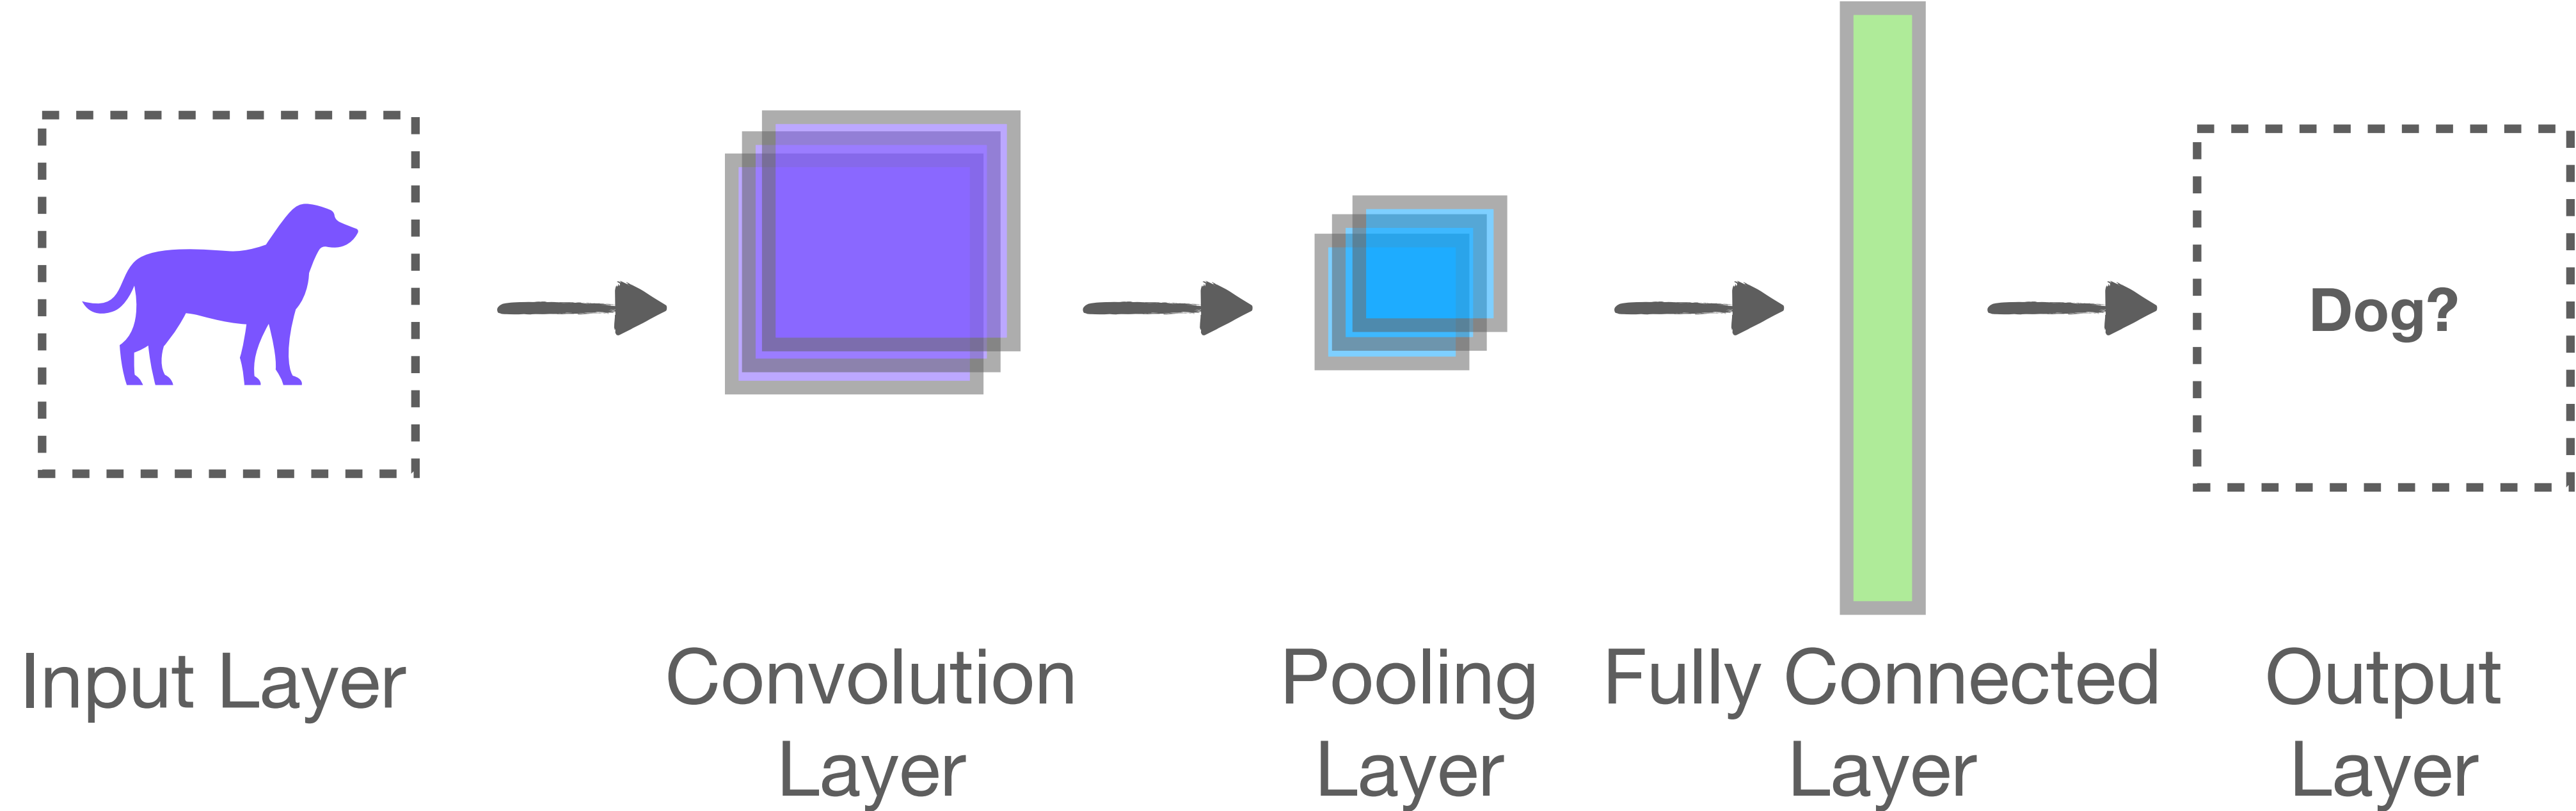 Dog?
Input Layer
Convolution
Layer
Pooling
Layer
Fully Connected
Layer
Output
Layer